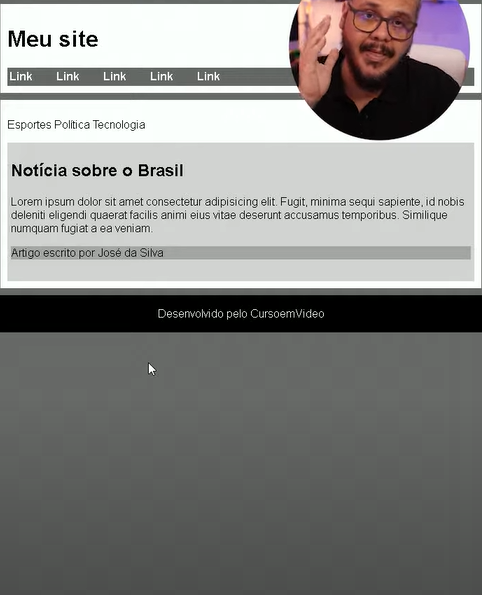 Meu site
Link Link Link Link Link
Esportes Política Tecnologia
Notícia sobre o Brasil
Lorem ipsum dolor sit amet consectetur adipisicing elit. Fugit, minima sequi sapiente, id nobis
deleniti eligendi quaerat facilis animi eius vitae deserunt accusamus temporibus. Similique
numquam fugiat a ea veniam.
Artigo escrito por José da Silva
Desenvolvido pelo CursoemVideo